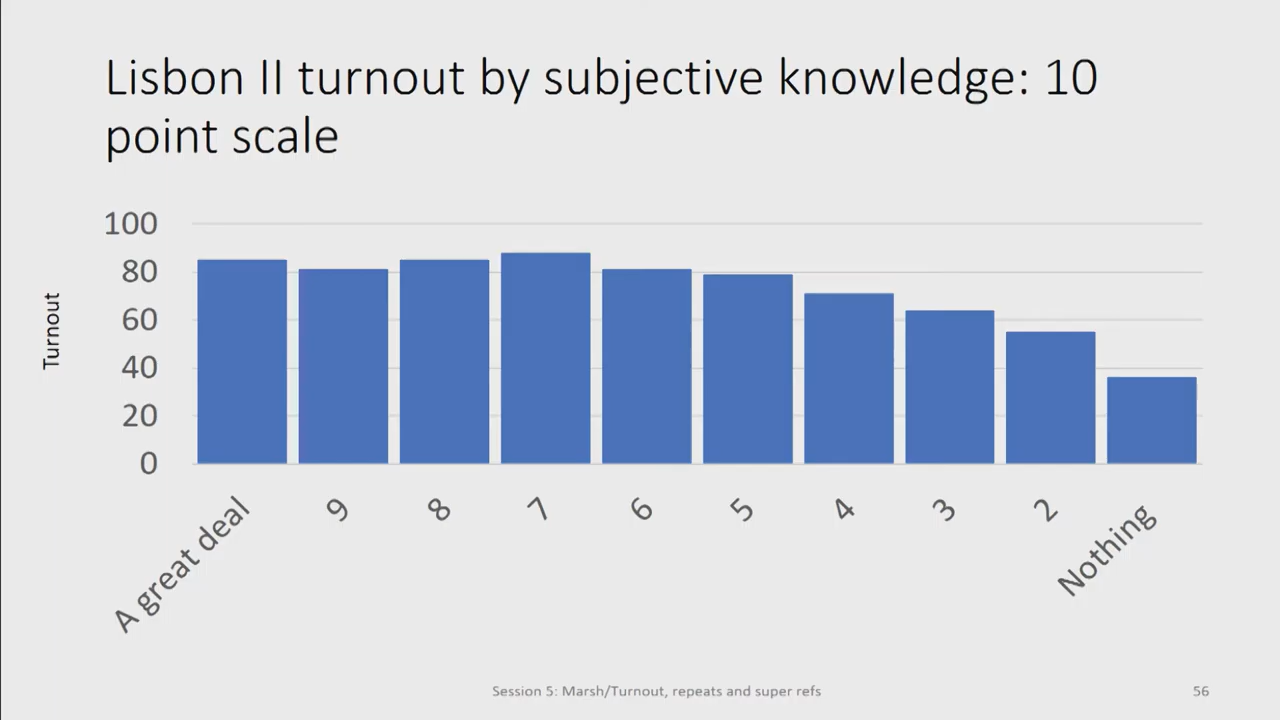 Lisbon II turnout by subjective knowledge: 10
point scale
100
80
60
40
20
0
Turnout
A great deal
9
8
7
6
5
4
3
2
Nothing
Session 5: Marsh/Turnout, repeats and super refs
56